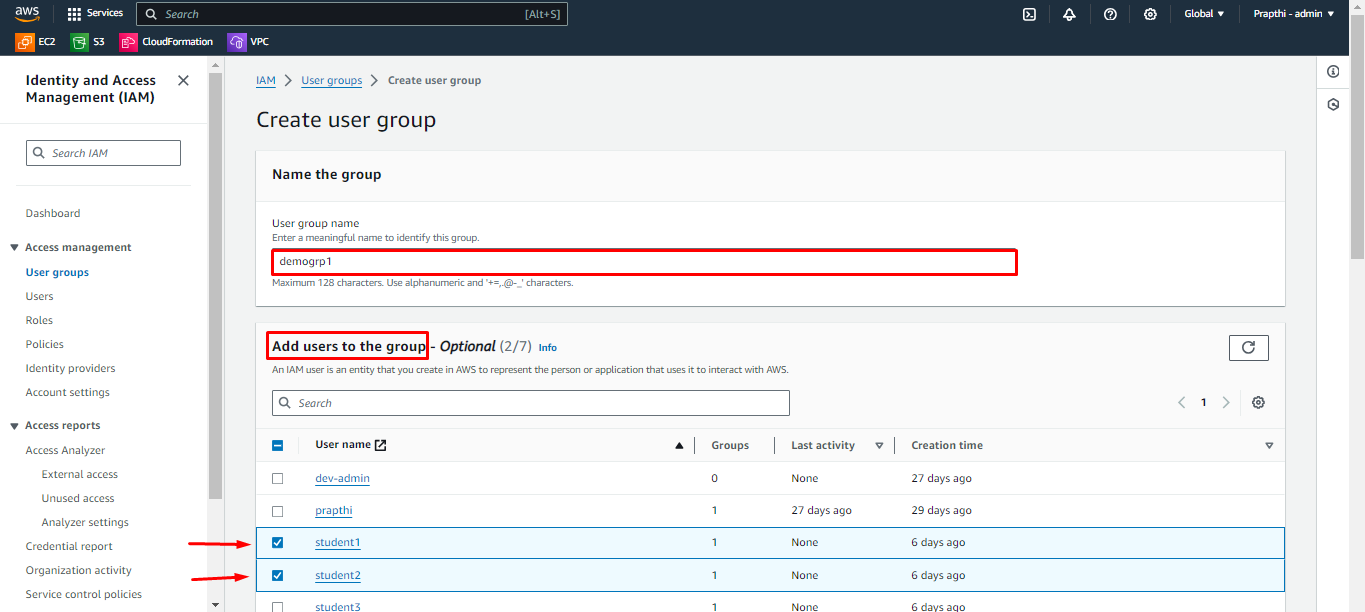 aws Services Search [Alt+S] Global Prapthi - admin
EC2 S3 CloudFormation VPC
Identity and Access
Management (IAM)
Search IAM
Dashboard
Access management
User groups
Users
Roles
Policies
Identity providers
Account settings
Access reports
Access Analyzer
External access
Unused access
Analyzer settings
Credential report
Organization activity
Service control policies
IAM User groups Create user group
Create user group
Name the group
User group name
Enter a meaningful name to identify this group.
demogrp1
Maximum 128 characters. Use alphanumeric and '+=,.@-_' characters.
Add users to the group - Optional (2/7) Info
An IAM user is an entity that you create in AWS to represent the person or application that uses it to interact with AWS.
Search 1
User name Groups Last activity Creation time
dev-admin 0 None 27 days ago
prapthi 1 27 days ago 29 days ago
student1 1 None 6 days ago
student2 1 None 6 days ago
student3 1 None 6 days ago